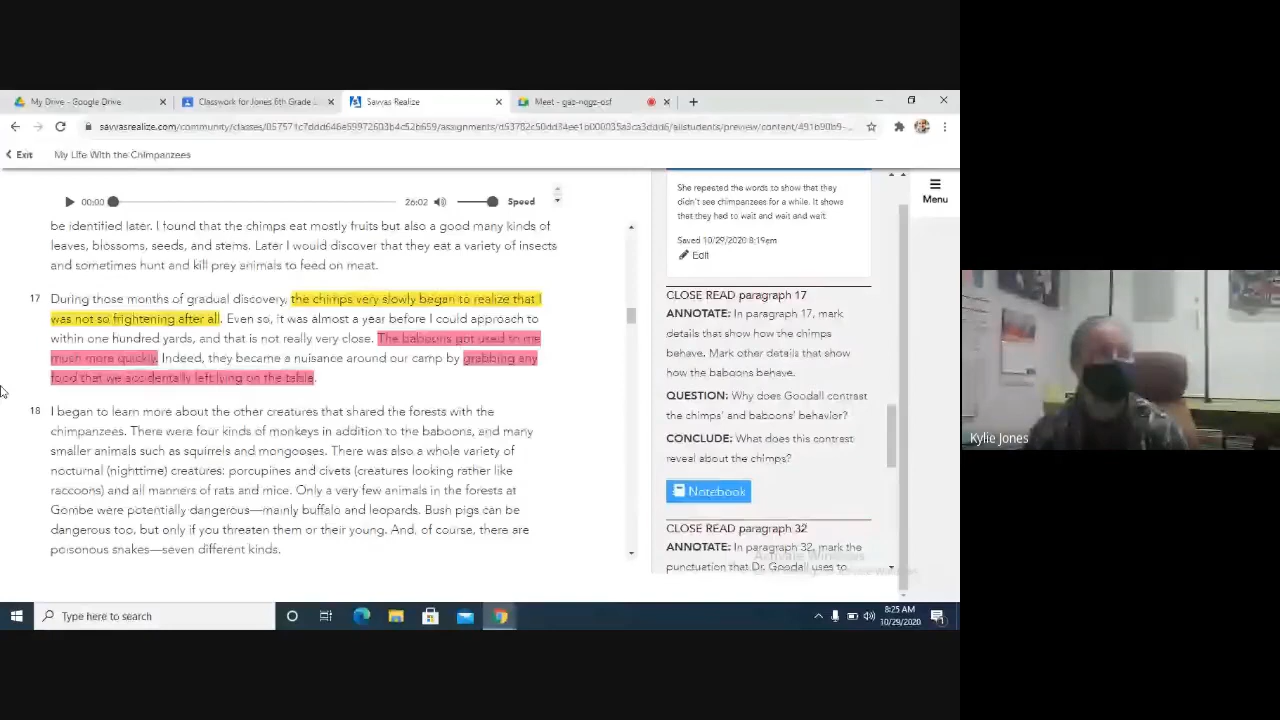 My Drive - Google Drive
Classwork for Jones 6th Grade ...
Savvas Realize
Meet - gaz-nqgz-osf
Exit
My Life With the Chimpanzees
00:00
26:02
Speed
be identified later. I found that the chimps eat mostly fruits but also a good many kinds of
leaves, blossoms, seeds, and stems. Later I would discover that they eat a variety of insects
and sometimes hunt and kill prey animals to feed on meat.
17 During those months of gradual discovery, the chimps very slowly began to realize that I
was not so frightening after all. Even so, it was almost a year before I could approach to
within one hundred yards, and that is not really very close. The baboons got used to me
much more quickly. Indeed, they became a nuisance around our camp by grabbing any
food that we accidentally left lying on the table.
18 I began to learn more about the other creatures that shared the forests with the
chimpanzees. There were four kinds of monkeys in addition to the baboons, and many
smaller animals such as squirrels and mongooses. There was also a whole variety of
nocturnal (nighttime) creatures: porcupines and civets (creatures looking rather like
raccoons) and all manners of rats and mice. Only a very few animals in the forests at
Gombe were potentially dangerous—mainly buffalo and leopards. Bush pigs can be
dangerous too, but only if you threaten them or their young. And, of course, there are
poisonous snakes—seven different kinds.
She repeated the words to show that they
didn't see chimpanzees for a while. It shows
that they had to wait and wait and wait
Saved 10/29/2020 8:19am
Edit
CLOSE READ paragraph 17
ANNOTATE: In paragraph 17, mark
details that show how the chimps
behave. Mark other details that show
how the baboons behave.
QUESTION: Why does Goodall contrast
the chimps' and baboons' behavior?
CONCLUDE: What does this contrast
reveal about the chimps?
Notebook
CLOSE READ paragraph 32
ANNOTATE: In paragraph 32, mark the
punctuation that Dr. Goodall uses to
Activate Windows
Menu
Kylie Jones
Type here to search
8:25 AM
10/29/2020